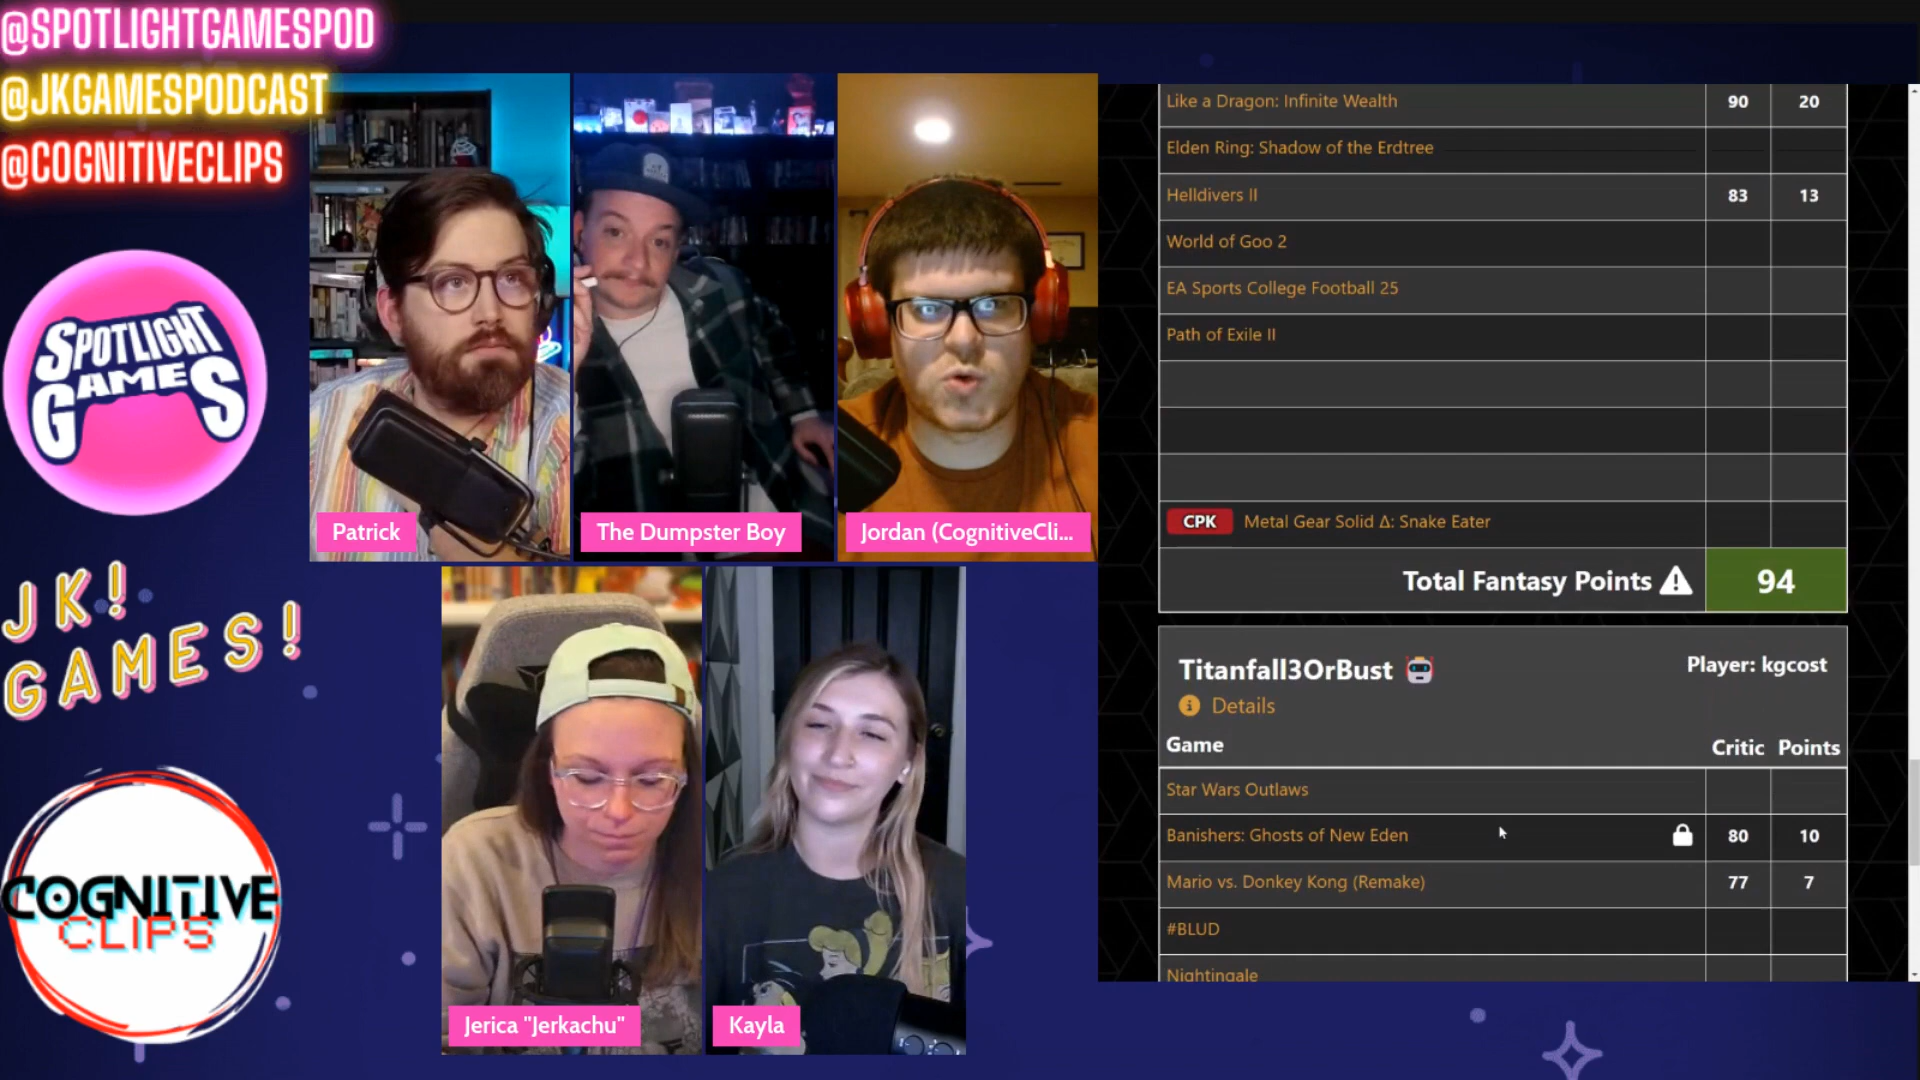 @SPOTLIGHTGAMESPOD
@JKGAMESPODCAST
@COGNITIVECLIPS
SPOTLIGHT
GAMES
JK!
GAMES!
COGNITIVE
CLIPS
Patrick
The Dumpster Boy
Jordan (CognitiveCli...
Jerica "Jerkachu"
Kayla
Like a Dragon: Infinite Wealth 90 20
Elden Ring: Shadow of the Erdtree
Helldivers II 83 13
World of Goo 2
EA Sports College Football 25
Path of Exile II
CPK Metal Gear Solid Δ: Snake Eater
Total Fantasy Points 94
Titanfall3OrBust Player: kgcost
Details
Game Critic Points
Star Wars Outlaws
Banishers: Ghosts of New Eden 80 10
Mario vs. Donkey Kong (Remake) 77 7
#BLUD
Nightingale